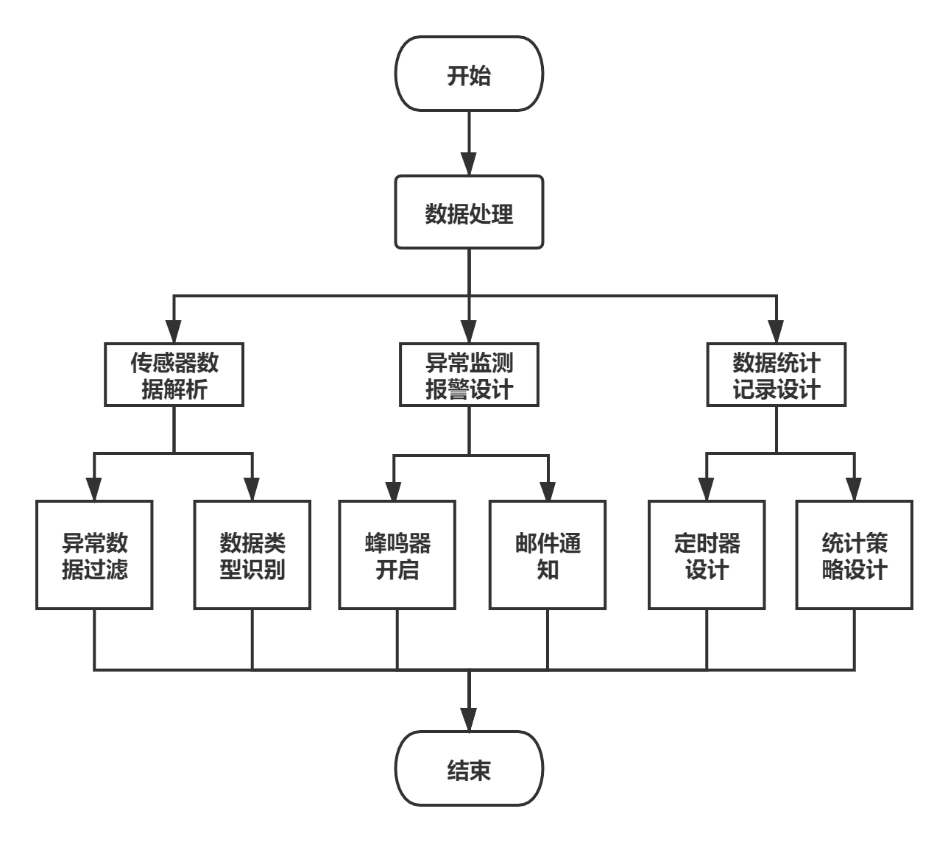 开始
数据处理
传感器数
据解析
异常监测
报警设计
数据统计
记录设计
异常数
据过滤
数据类
型识别
蜂鸣器
开启
邮件通
知
定时器
设计
统计策
略设计
结束